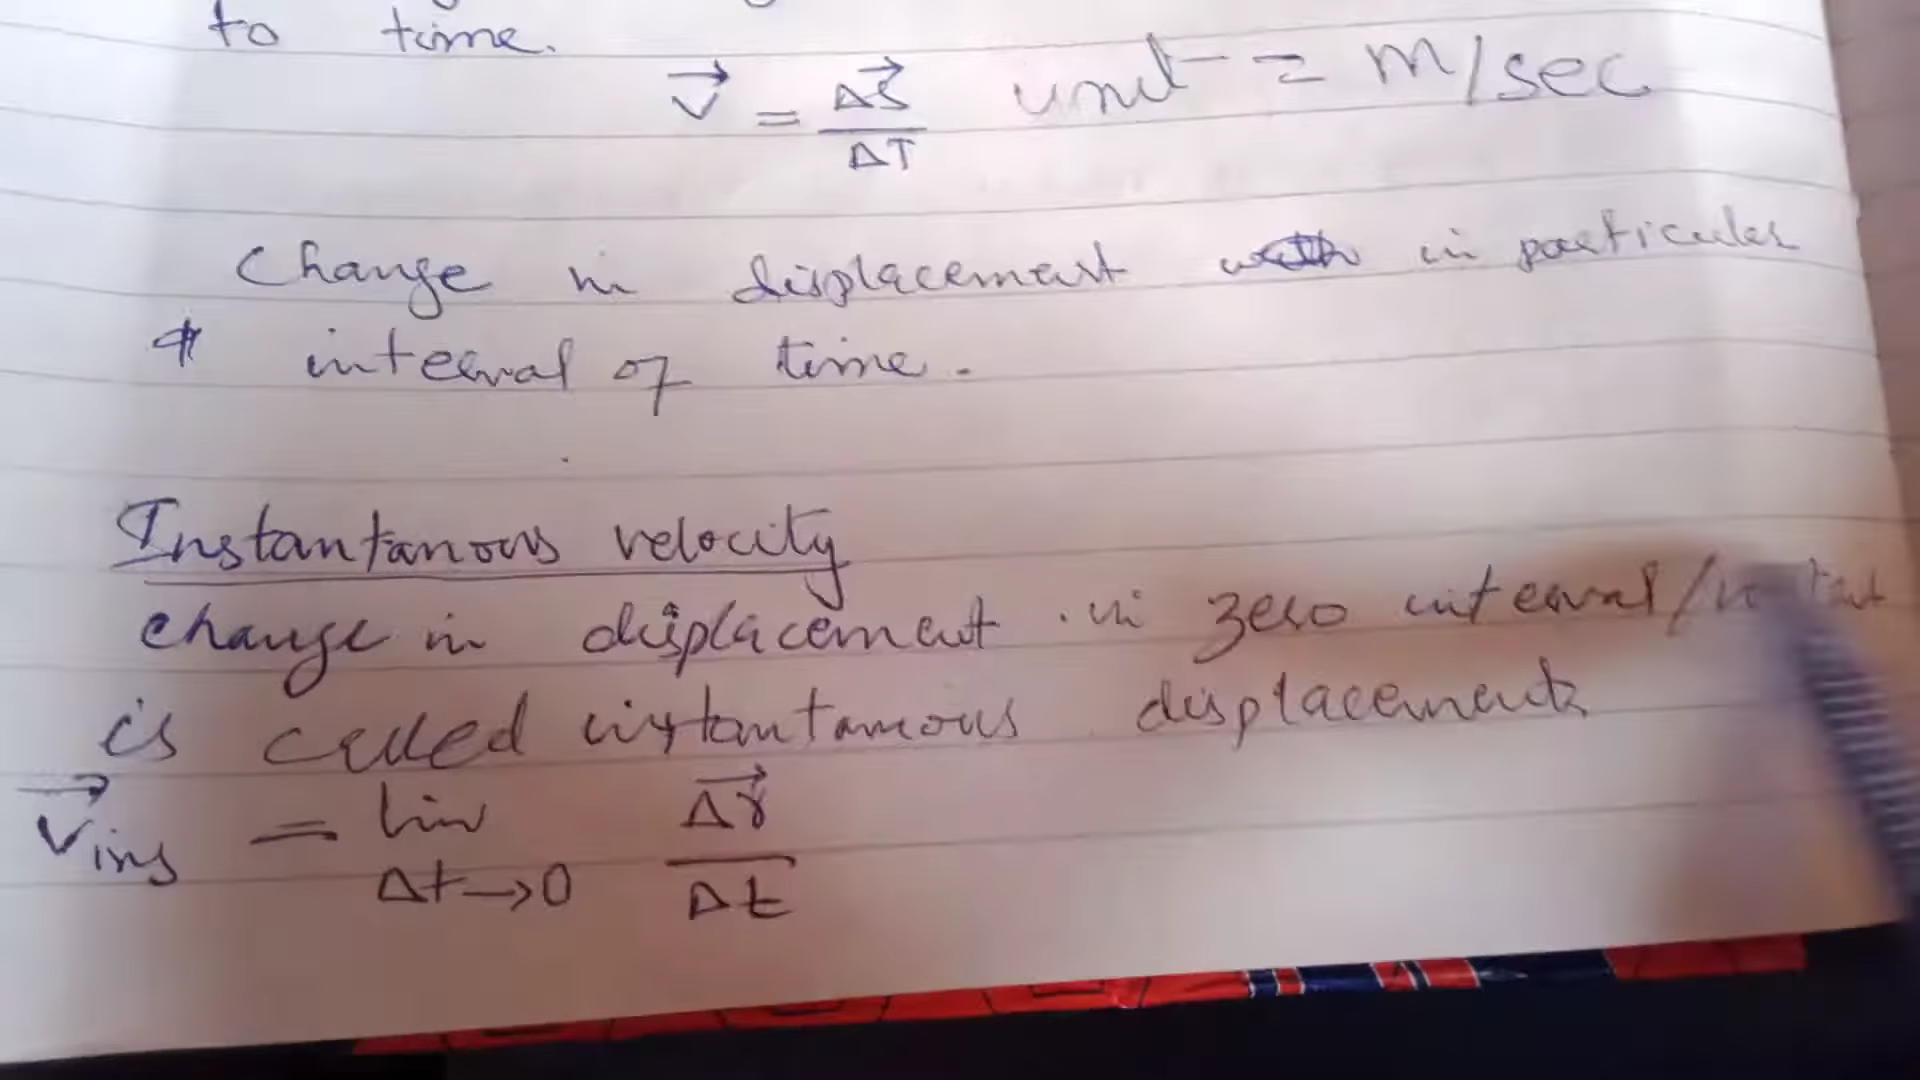 to time.
v⃗ = Δs⃗ / ΔT unit = m/sec
Change in displacement in particular
interval of time.
Instantanous velocity
change in displacement in zero interval/
is called instantanous displacement
v⃗ins = lim Δt→0 Δr⃗ / Δt